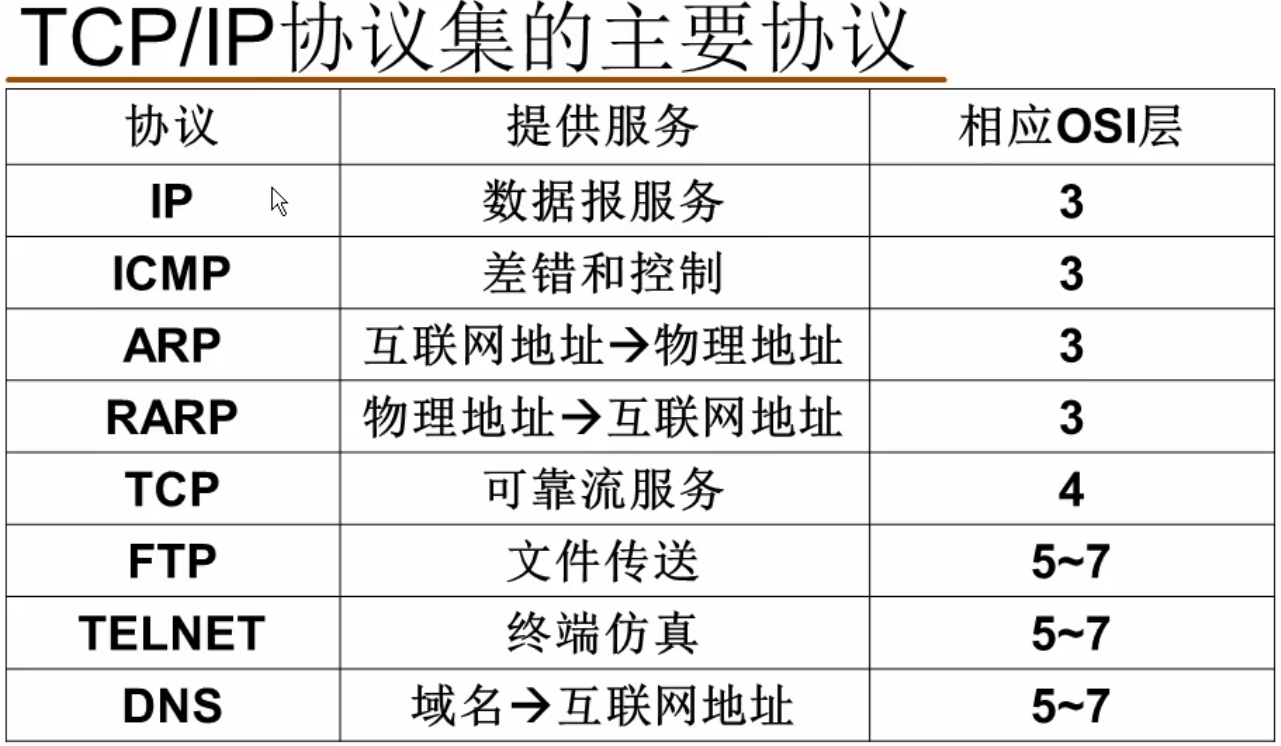 TCP/IP协议集的主要协议
协议 提供服务 相应OSI层
IP 数据报服务 3
ICMP 差错和控制 3
ARP 互联网地址→物理地址 3
RARP 物理地址→互联网地址 3
TCP 可靠流服务 4
FTP 文件传送 5~7
TELNET 终端仿真 5~7
DNS 域名→互联网地址 5~7